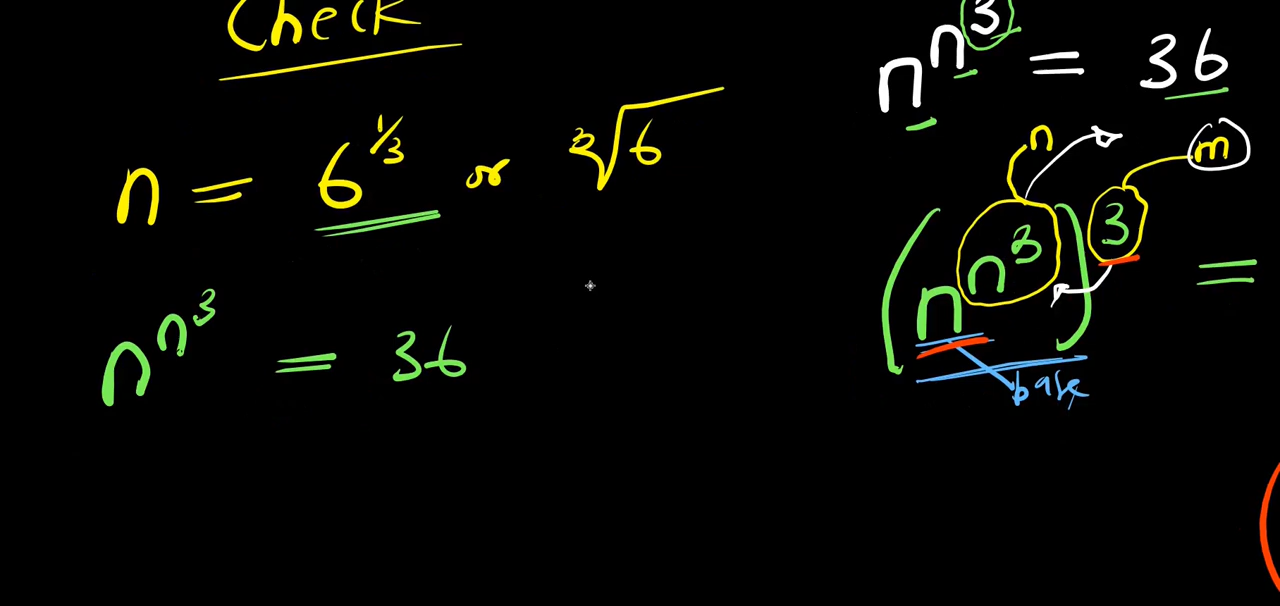 Check
n = 6^{1/3} or ∛6
n^{n^3} = 36
n^{n^3} = 36
n m
(n^{n^3})^3 =
base